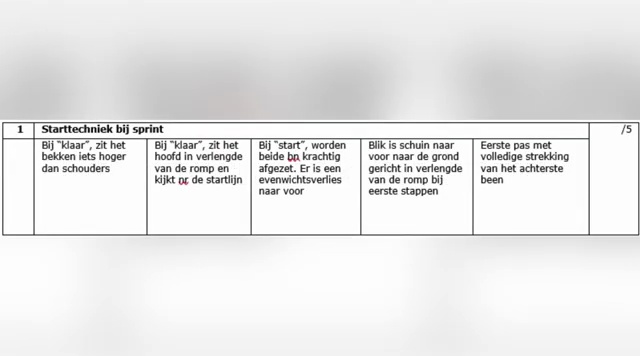 1 Starttechniek bij sprint /5
Bij "klaar", zit het
bekken iets hoger
dan schouders
Bij "klaar", zit het
hoofd in verlengde
van de romp en
kijkt nr de startlijn
Bij "start", worden
beide bn krachtig
afgezet. Er is een
evenwichtsverlies
naar voor
Blik is schuin naar
voor naar de grond
gericht in verlengde
van de romp bij
eerste stappen
Eerste pas met
volledige strekking
van het achterste
been